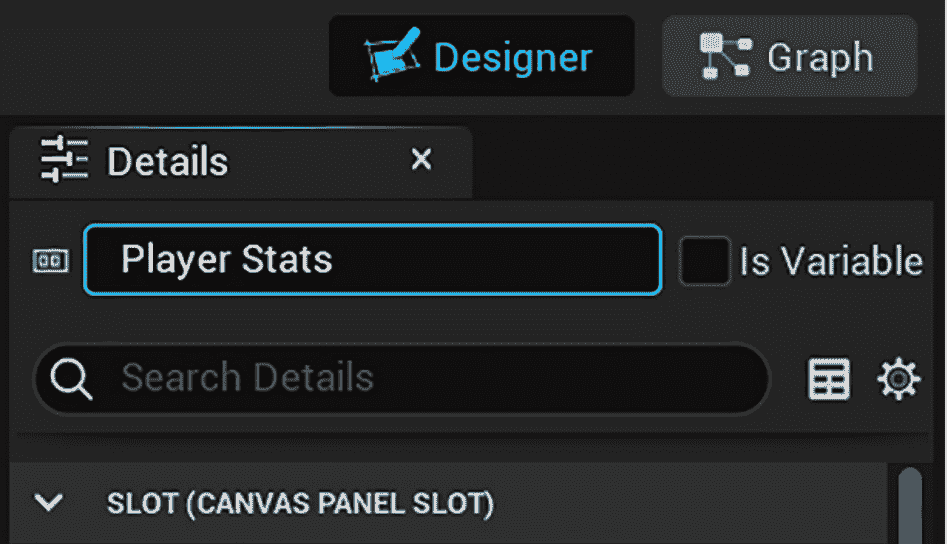 Designer
Graph
Details
Player Stats
Is Variable
Search Details
SLOT (CANVAS PANEL SLOT)